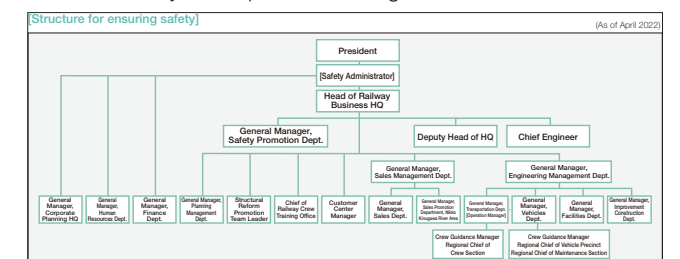 [Structure for ensuring safety]
(As of April 2022)
President
[Safety Administrator]
Head of Railway
Business HQ
General Manager,
Safety Promotion Dept.
Deputy Head of HQ
Chief Engineer
General Manager,
Sales Management Dept.
General Manager,
Engineering Management Dept.
General
Manager,
Corporate
Planning HQ
General
Manager,
Human
Resources Dept.
General
Manager,
Finance
Dept.
General Manager,
Planning
Management
Dept.
Structural
Reform
Promotion
Team Leader
Chief of
Railway Crew
Training Office
Customer
Center
Manager
General
Manager,
Sales Dept.
General Manager,
Sales Promotion
Department, Nikko
Kinugawa River Area
General Manager,
Transportation Dept.
[Operation Manager]
General
Manager,
Vehicles
Dept.
General
Manager,
Facilities Dept.
General Manager,
Improvement
Construction
Dept.
Crew Guidance Manager
Regional Chief of
Crew Section
Crew Guidance Manager
Regional Chief of Vehicle Precinct
Regional Chief of Maintenance Section